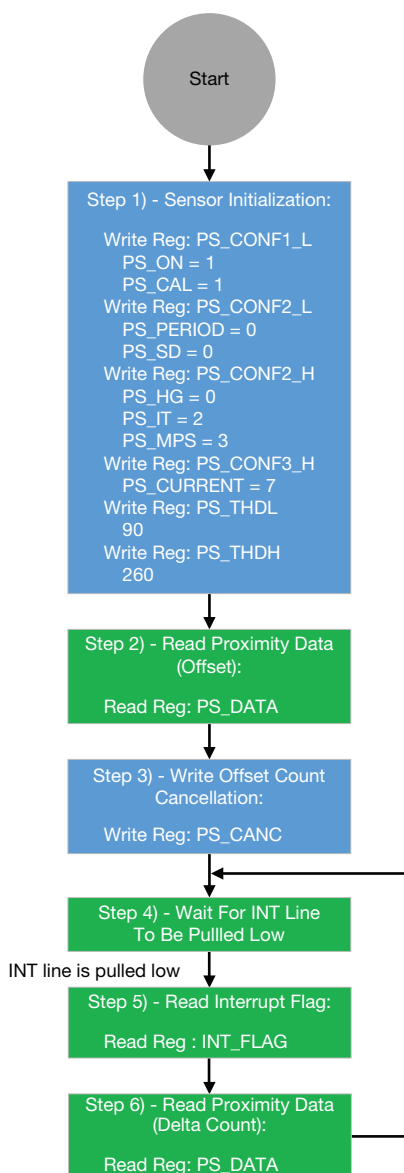 Start
Step 1) - Sensor Initialization:
Write Reg: PS_CONF1_L
PS_ON = 1
PS_CAL = 1
Write Reg: PS_CONF2_L
PS_PERIOD = 0
PS_SD = 0
Write Reg: PS_CONF2_H
PS_HG = 0
PS_IT = 2
PS_MPS = 3
Write Reg: PS_CONF3_H
PS_CURRENT = 7
Write Reg: PS_THDL
90
Write Reg: PS_THDH
260
Step 2) - Read Proximity Data
(Offset):
Read Reg: PS_DATA
Step 3) - Write Offset Count
Cancellation:
Write Reg: PS_CANC
Step 4) - Wait For INT Line
To Be Pullled Low
INT line is pulled low
Step 5) - Read Interrupt Flag:
Read Reg : INT_FLAG
Step 6) - Read Proximity Data
(Delta Count):
Read Reg: PS_DATA